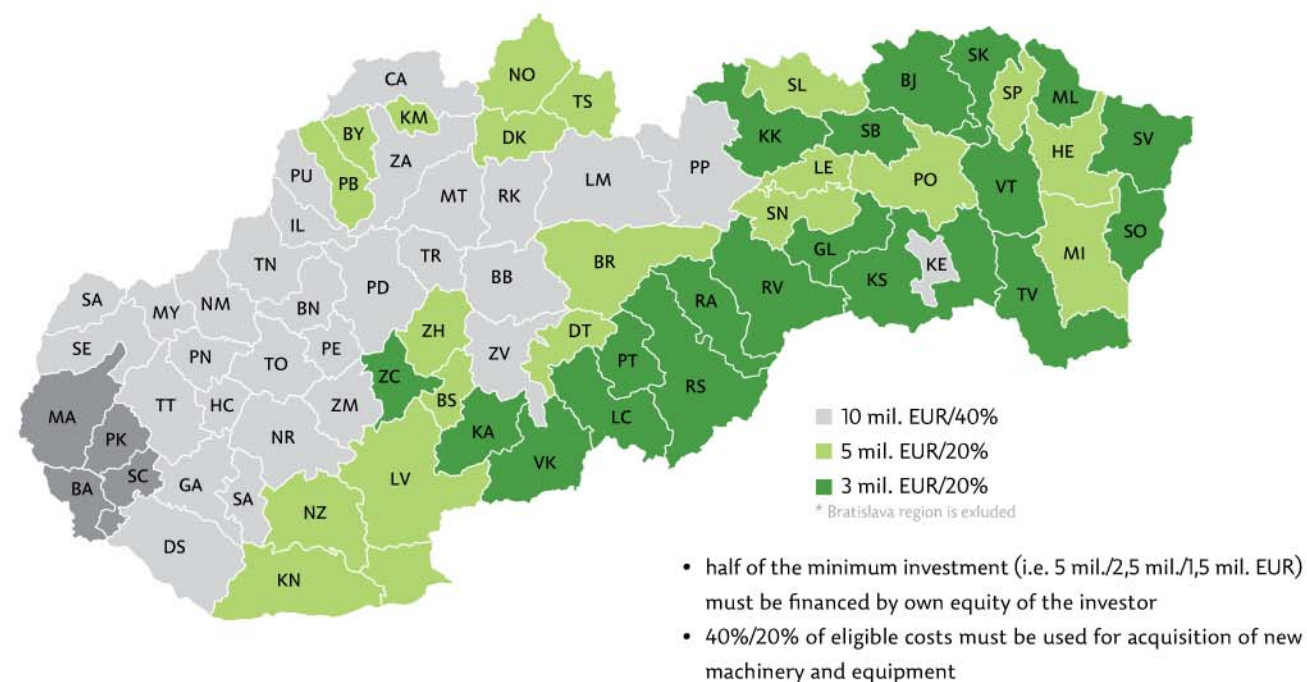 NO
CA
SK
BJ
SL
SP
TS
ML
KM
BY
DK
SB
SV
KK
HE
ZA
PP
LE
PU
PB
LM
PO
VT
MT
RK
SN
IL
SO
GL
TR
MI
TN
BR
KE
BB
RV
KS
PD
TV
SA
RA
NM
BN
MY
ZH
DT
SE
PE
ZV
PN
TO
PT
ZC
RS
BS
TT
HC
ZM
MA
LC
10 mil. EUR/40%
KA
PK
NR
5 mil. EUR/20%
VK
SC
LV
3 mil. EUR/20%
BA
GA
SA
* Bratislava region is exluded
NZ
DS
KN
• half of the minimum investment (i.e. 5 mil./2,5 mil./1,5 mil. EUR)
must be financed by own equity of the investor
• 40%/20% of eligible costs must be used for acquisition of new
machinery and equipment